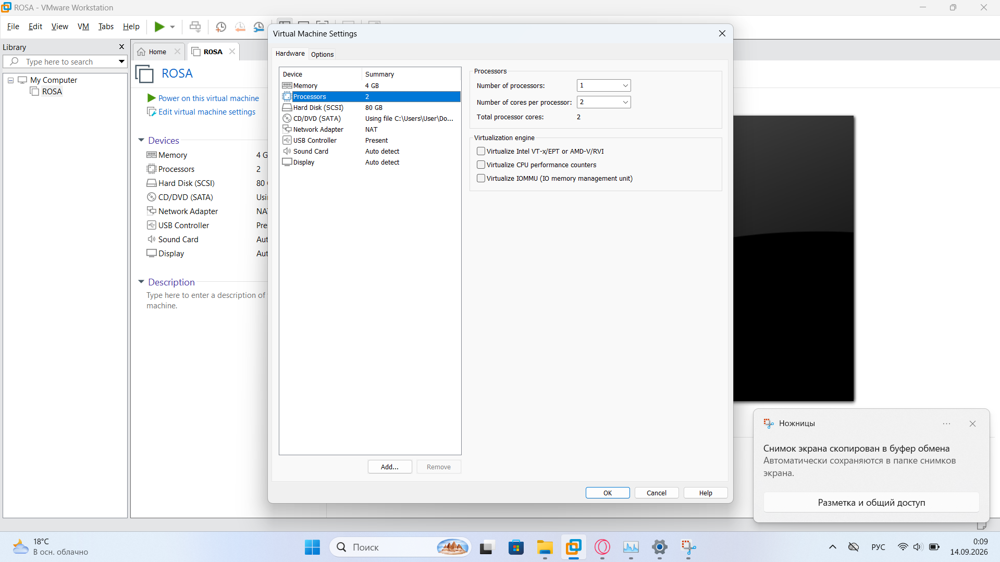 ROSA - VMware Workstation
File Edit View VM Tabs Help
Library
Type here to search
My Computer
ROSA
Home
ROSA
ROSA
Power on this virtual machine
Edit virtual machine settings
Devices
Memory 4 G
Processors 2
Hard Disk (SCSI) 80
CD/DVD (SATA) Usi
Network Adapter NA
USB Controller Pre
Sound Card Aut
Display Aut
Description
Type here to enter a description of
machine.
Virtual Machine Settings
Hardware Options
Device Summary
Memory 4 GB
Processors 2
Hard Disk (SCSI) 80 GB
CD/DVD (SATA) Using file C:\Users\User\Do...
Network Adapter NAT
USB Controller Present
Sound Card Auto detect
Display Auto detect
Add... Remove
Processors
Number of processors: 1
Number of cores per processor: 2
Total processor cores: 2
Virtualization engine
Virtualize Intel VT-x/EPT or AMD-V/RVI
Virtualize CPU performance counters
Virtualize IOMMU (IO memory management unit)
OK Cancel Help
Ножницы
Снимок экрана скопирован в буфер обмена
Автоматически сохраняются в папке снимков
экрана.
Разметка и общий доступ
18°C
В осн. облачно
Поиск
РУС
0:09
14.09.2026